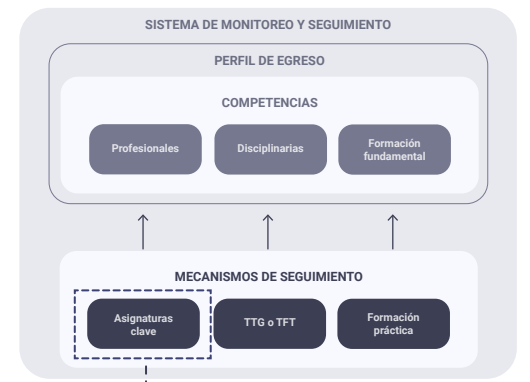 SISTEMA DE MONITOREO Y SEGUIMIENTO
PERFIL DE EGRESO
COMPETENCIAS
Profesionales
Disciplinarias
Formación
fundamental
MECANISMOS DE SEGUIMIENTO
Asignaturas
clave
TTG o TFT
Formación
práctica